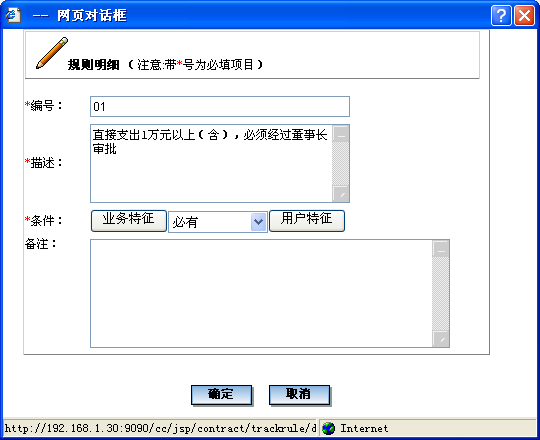 -- 网页对话框
规则明细（注意:带*号为必填项目）
*编号：
01
*描述：
直接支出1万元以上（含），必须经过董事长
审批
*条件：
业务特征
必有
用户特征
备注：
确定
取消
http://192.168.1.30:9090/cc/jsp/contract/trackrule/d
Internet